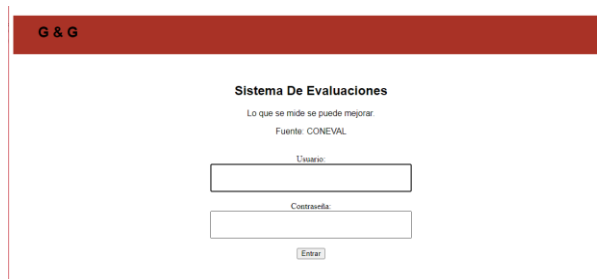 G & G
Sistema De Evaluaciones
Lo que se mide se puede mejorar.
Fuente: CONEVAL
Usuario:
Contraseña:
Entrar